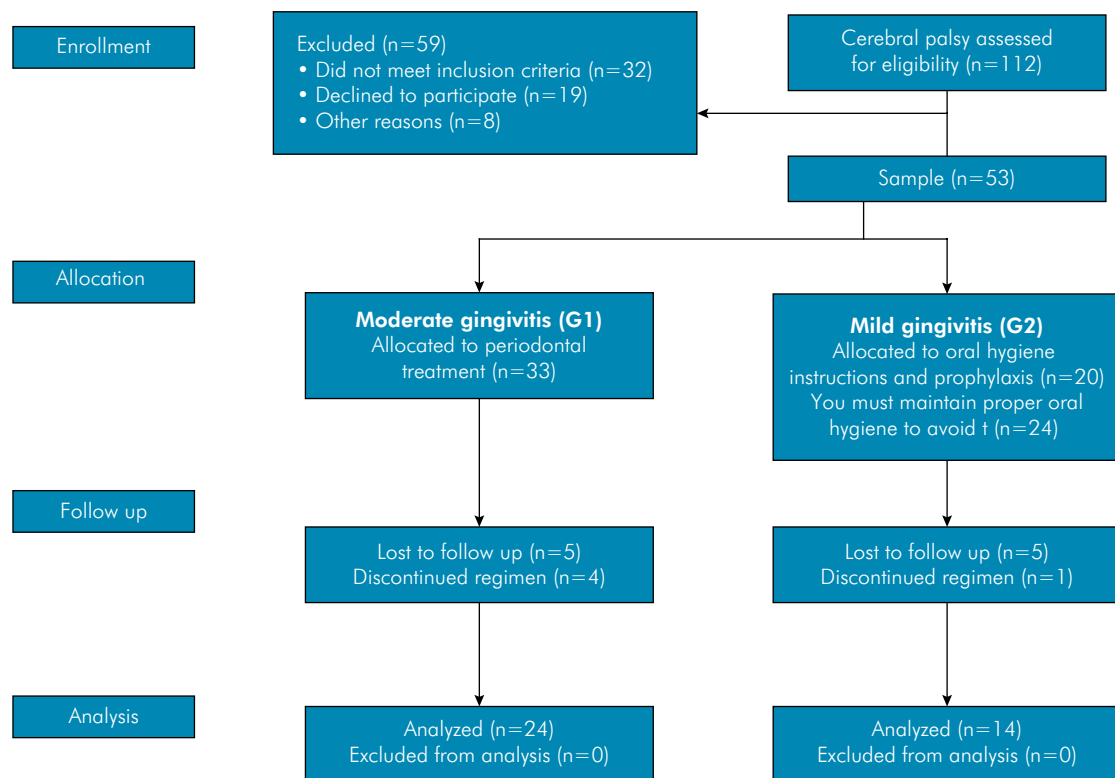 Enrollment
Excluded (n=59)
• Did not meet inclusion criteria (n=32)
• Declined to participate (n=19)
• Other reasons (n=8)
Cerebral palsy assessed
for eligibility (n=112)
Sample (n=53)
Allocation
Moderate gingivitis (G1)
Allocated to periodontal
treatment (n=33)
Mild gingivitis (G2)
Allocated to oral hygiene
instructions and prophylaxis (n=20)
You must maintain proper oral
hygiene to avoid t (n=24)
Follow up
Lost to follow up (n=5)
Discontinued regimen (n=4)
Lost to follow up (n=5)
Discontinued regimen (n=1)
Analysis
Analyzed (n=24)
Excluded from analysis (n=0)
Analyzed (n=14)
Excluded from analysis (n=0)